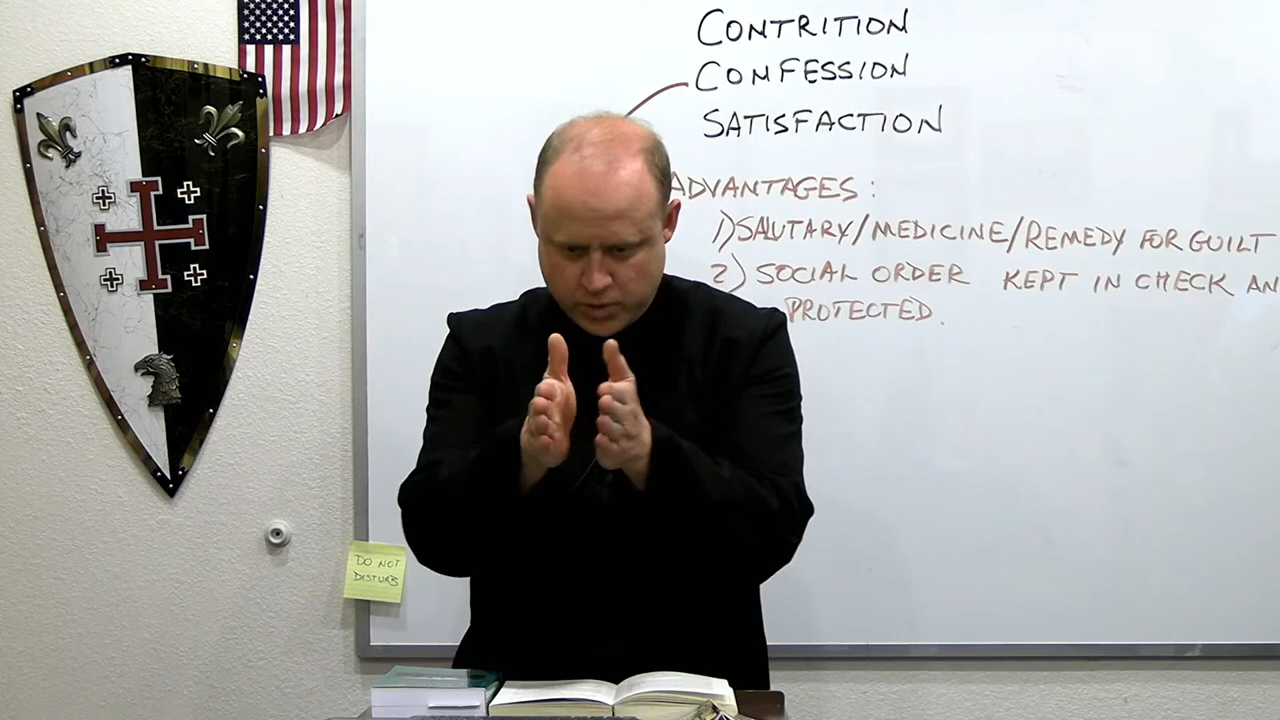 CONTRITION
CONFESSION
SATISFACTION
ADVANTAGES:
1) SALUTARY/MEDICINE/REMEDY FOR GUILT
2) SOCIAL ORDER KEPT IN CHECK AN
PROTECTED.
DO NOT
DISTURB